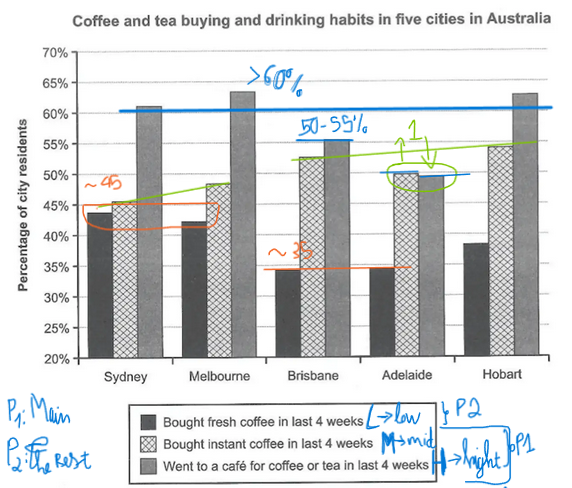 Coffee and tea buying and drinking habits in five cities in Australia
Percentage of city residents
70%
65%
60%
55%
50%
45%
40%
35%
30%
25%
20%
>60%
50-55%
1
~45
~35
Sydney Melbourne Brisbane Adelaide Hobart
P1: Main
P2: The Rest
Bought fresh coffee in last 4 weeks L→low P2
Bought instant coffee in last 4 weeks M→mid
Went to a café for coffee or tea in last 4 weeks H→hight P1